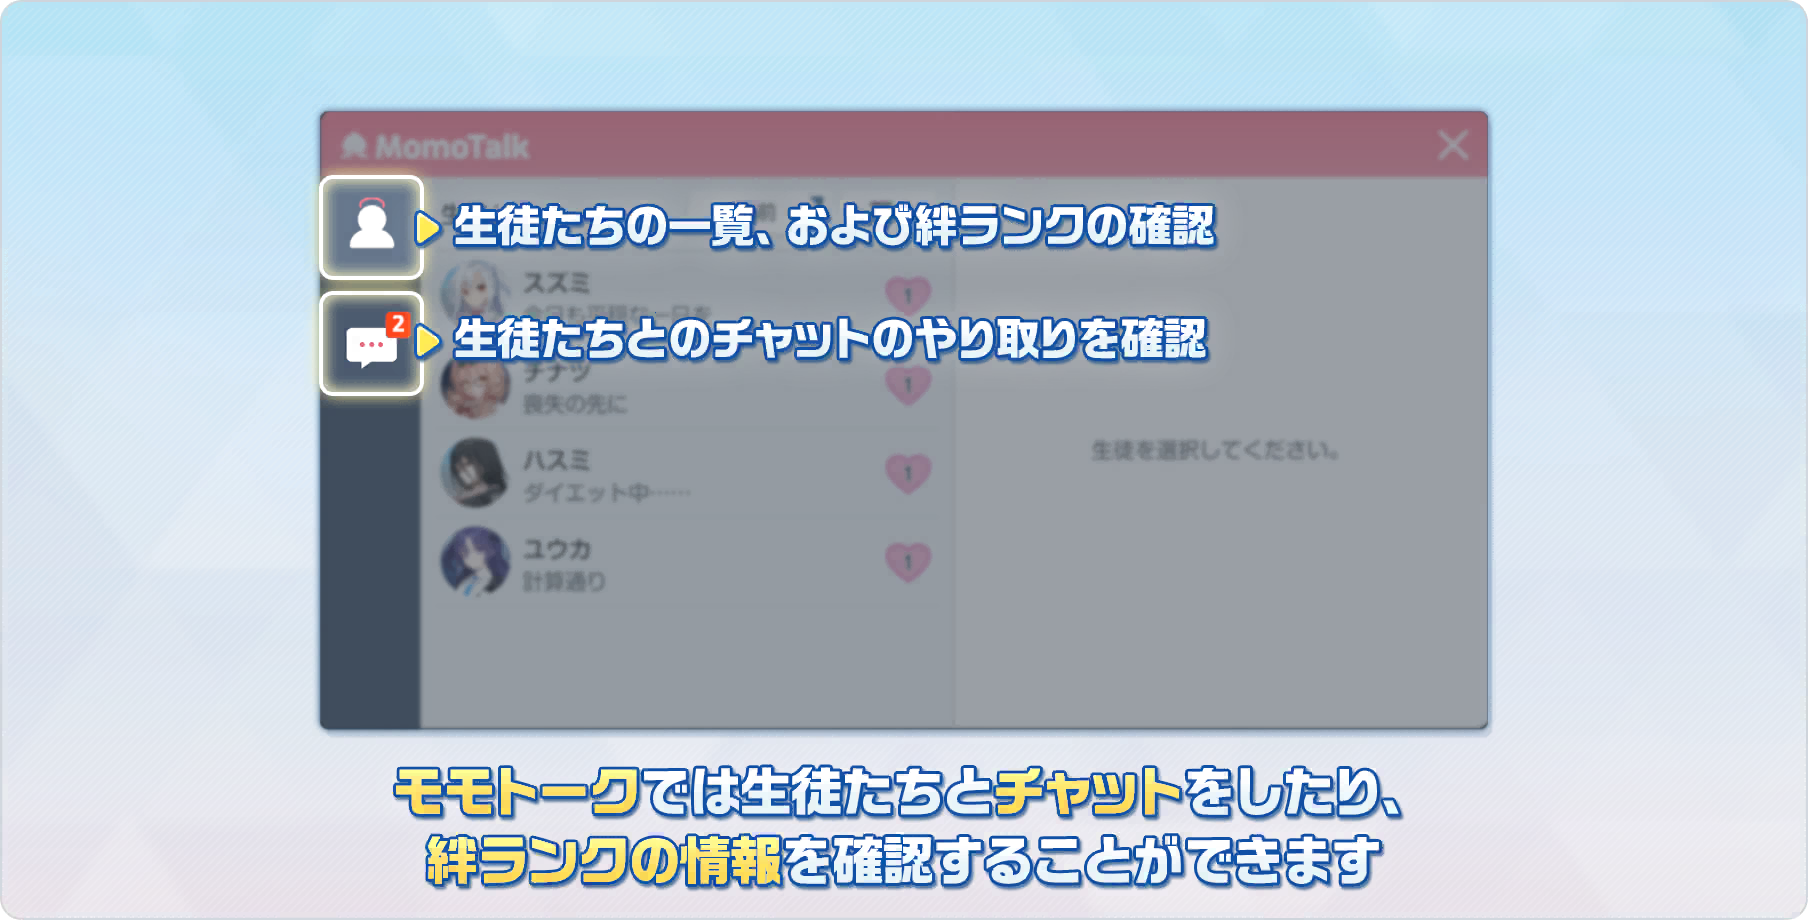 MomoTalk
生徒たちの一覧、および絆ランクの確認
スズミ
1
2
生徒たちとのチャットのやり取りを確認
チナツ
喪失の先に
1
生徒を選択してください。
ハスミ
ダイエット中……
1
ユウカ
計算通り
1
モモトークでは生徒たちとチャットをしたり、
絆ランクの情報を確認することができます